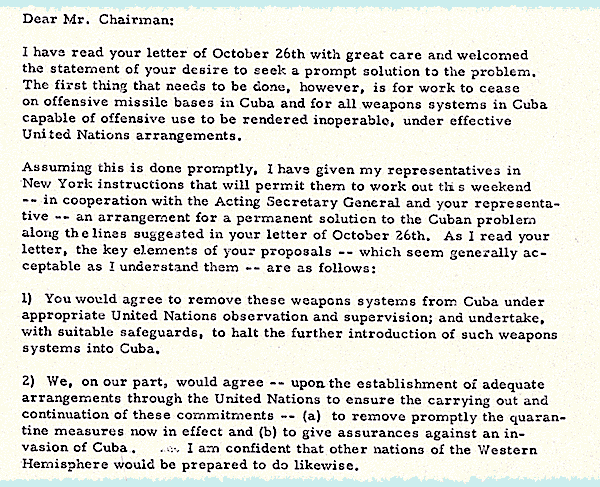 Dear Mr. Chairman:
I have read your letter of October 26th with great care and welcomed
the statement of your desire to seek a prompt solution to the problem.
The first thing that needs to be done, however, is for work to cease
on offensive missile bases in Cuba and for all weapons systems in Cuba
capable of offensive use to be rendered inoperable, under effective
United Nations arrangements.
Assuming this is done promptly, I have given my representatives in
New York instructions that will permit them to work out this weekend
-- in cooperation with the Acting Secretary General and your representa-
tive -- an arrangement for a permanent solution to the Cuban problem
along the lines suggested in your letter of October 26th. As I read your
letter, the key elements of your proposals -- which seem generally ac-
ceptable as I understand them -- are as follows:
1) You would agree to remove these weapons systems from Cuba under
appropriate United Nations observation and supervision; and undertake,
with suitable safeguards, to halt the further introduction of such weapons
systems into Cuba.
2) We, on our part, would agree -- upon the establishment of adequate
arrangements through the United Nations to ensure the carrying out and
continuation of these commitments -- (a) to remove promptly the quaran-
tine measures now in effect and (b) to give assurances against an in-
vasion of Cuba. I am confident that other nations of the Western
Hemisphere would be prepared to do likewise.